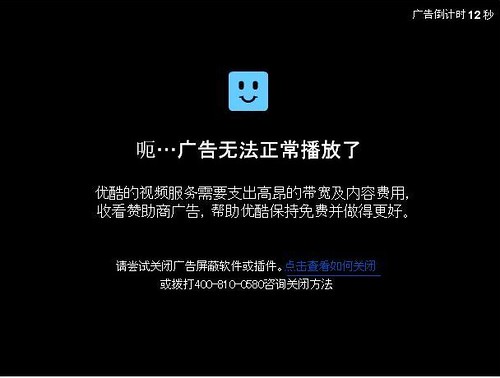 广告倒计时 12 秒
呃…广告无法正常播放了
优酷的视频服务需要支出高昂的带宽及内容费用,
收看赞助商广告, 帮助优酷保持免费并做得更好。
请尝试关闭广告屏蔽软件或插件。点击查看如何关闭
或拨打400-810-0580咨询关闭方法